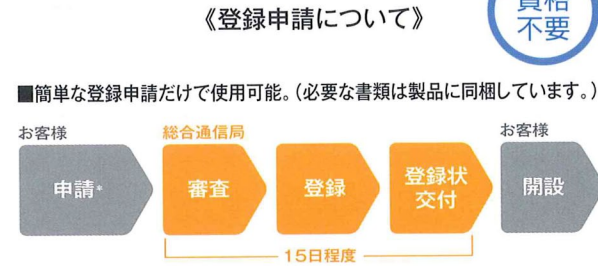 《登録申請について》
資格
不要
■簡単な登録申請だけで使用可能。(必要な書類は製品に同梱しています。)
お客様
総合通信局
お客様
申請*
審査
登録
登録状
交付
開設
15日程度